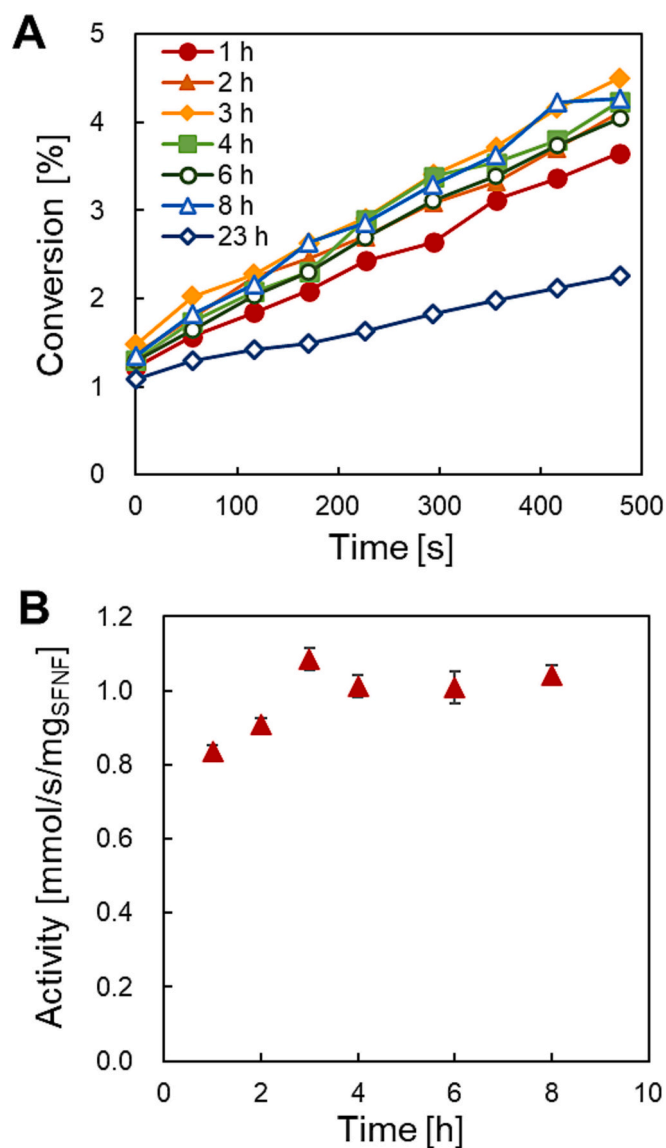 A
5
4
3
2
1
0
Conversion [%]
1 h
2 h
3 h
4 h
6 h
8 h
23 h
0 100 200 300 400 500
Time [s]
B
1.2
1.0
0.8
0.6
0.4
0.2
0.0
Activity [mmol/s/mgSFNF]
0 2 4 6 8 10
Time [h]